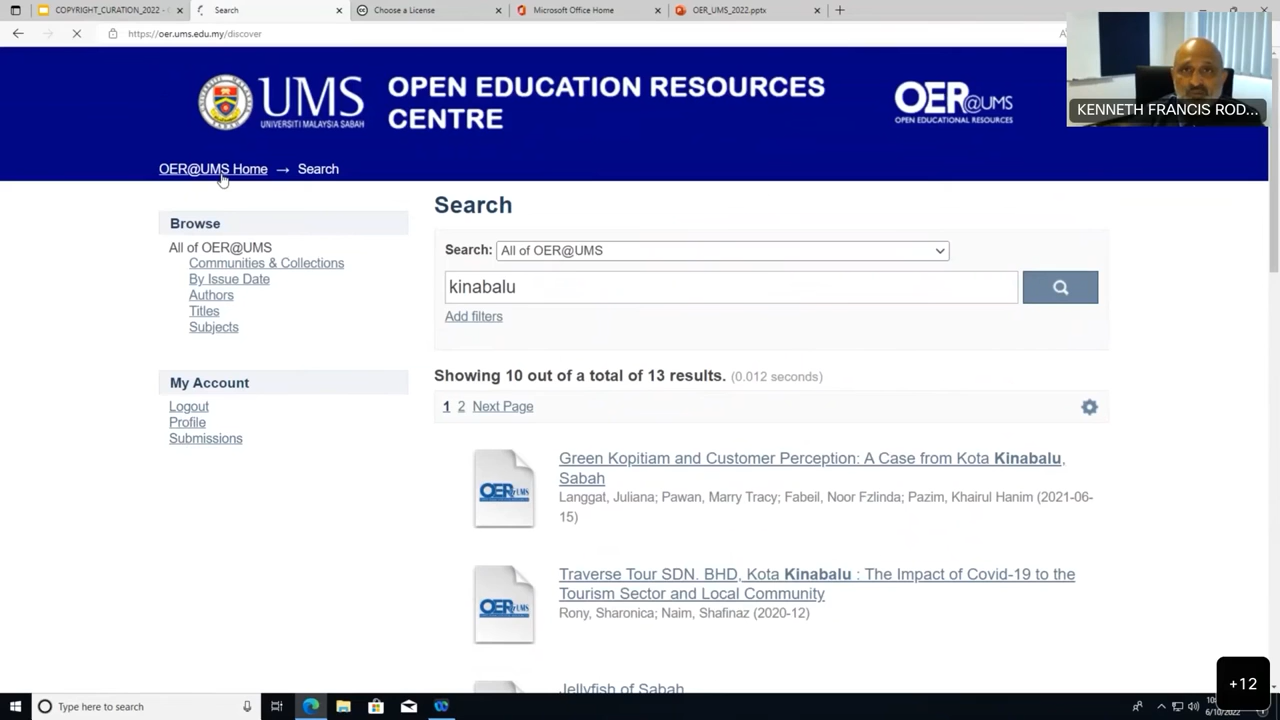 COPYRIGHT_CURATION_2022 -
Search
Choose a License
Microsoft Office Home
OER_UMS_2022.pptx
https://oer.ums.edu.my/discover
UMS
UNIVERSITI MALAYSIA SABAH
OPEN EDUCATION RESOURCES
CENTRE
OER@UMS
OPEN EDUCATIONAL RESOURCES
KENNETH FRANCIS ROD...
OER@UMS Home → Search
Browse
All of OER@UMS
Communities & Collections
By Issue Date
Authors
Titles
Subjects
My Account
Logout
Profile
Submissions
Search
Search: All of OER@UMS
kinabalu
Add filters
Showing 10 out of a total of 13 results. (0.012 seconds)
1 2 Next Page
Green Kopitiam and Customer Perception: A Case from Kota Kinabalu,
Sabah
Langgat, Juliana; Pawan, Marry Tracy; Fabeil, Noor Fzlinda; Pazim, Khairul Hanim (2021-06-
15)
Traverse Tour SDN. BHD, Kota Kinabalu : The Impact of Covid-19 to the
Tourism Sector and Local Community
Rony, Sharonica; Naim, Shafinaz (2020-12)
Jellyfish of Sabah
+12
Type here to search
6/10/2022